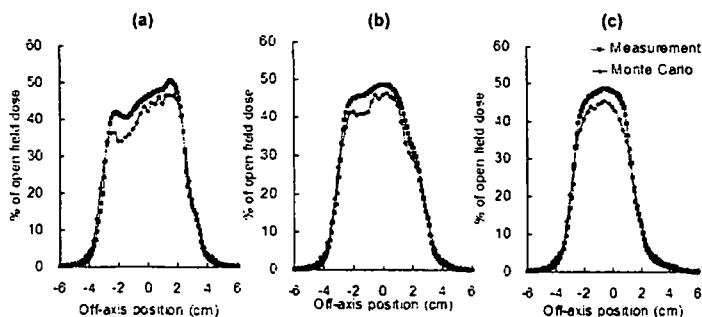 (a)
(b)
(c)
% of open field dose
60
50
40
30
20
10
0
-6 -4 -2 0 2 4 6
Off-axis position (cm)
% of open field dose
60
50
40
30
20
10
0
-6 -4 -2 0 2 4 6
Off-axis position (cm)
% of open field dose
60
50
40
30
20
10
0
-6 -4 -2 0 2 4 6
Off-axis position (cm)
Measurement
Monte Carlo